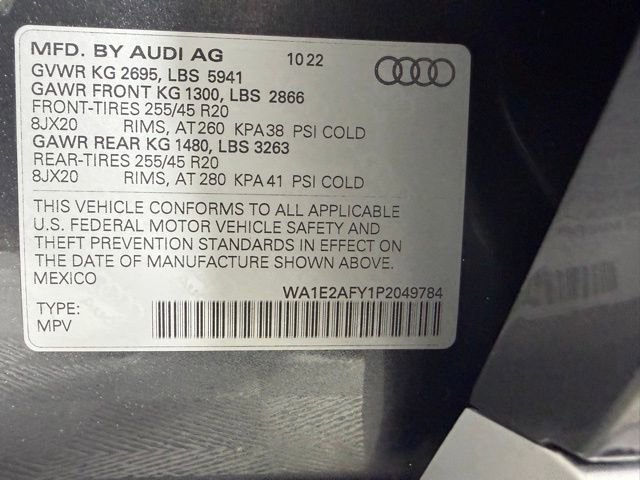 MFD. BY AUDI AG 10 22
GVWR KG 2695, LBS 5941
GAWR FRONT KG 1300, LBS 2866
FRONT-TIRES 255/45 R20
8JX20 RIMS, AT 260 KPA 38 PSI COLD
GAWR REAR KG 1480, LBS 3263
REAR-TIRES 255/45 R20
8JX20 RIMS, AT 280 KPA 41 PSI COLD
THIS VEHICLE CONFORMS TO ALL APPLICABLE
U.S. FEDERAL MOTOR VEHICLE SAFETY AND
THEFT PREVENTION STANDARDS IN EFFECT ON
THE DATE OF MANUFACTURE SHOWN ABOVE.
MEXICO
WA1E2AFY1P2049784
TYPE:
MPV